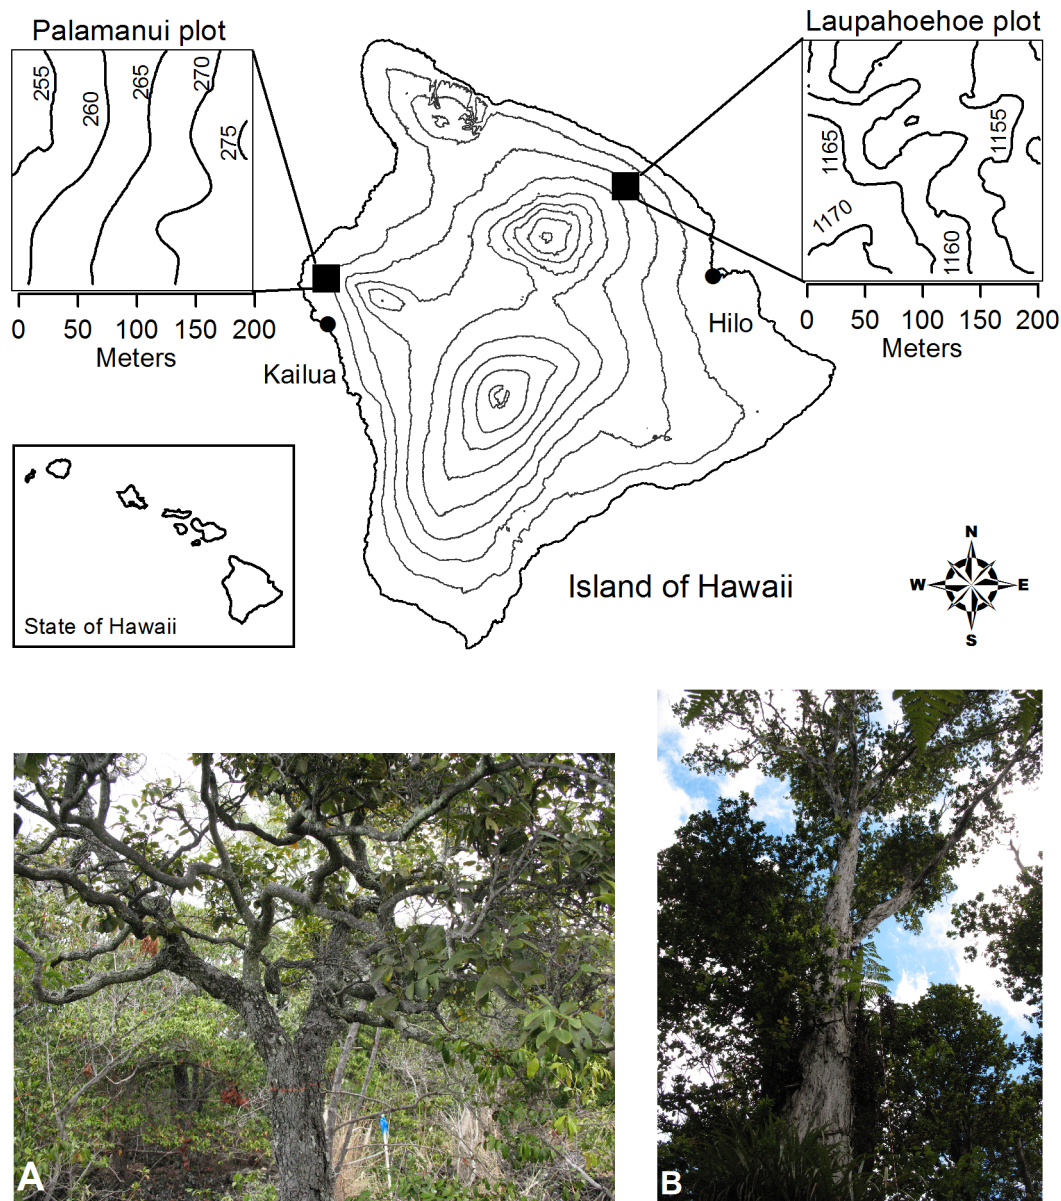 Palamanui plot
Laupahoehoe plot
255
260
265
270
275
1165
1155
1170
1160
0 50 100 150 200
Meters
0 50 100 150 200
Meters
Hilo
Kailua
Island of Hawaii
N
W
E
S
State of Hawaii
A
B